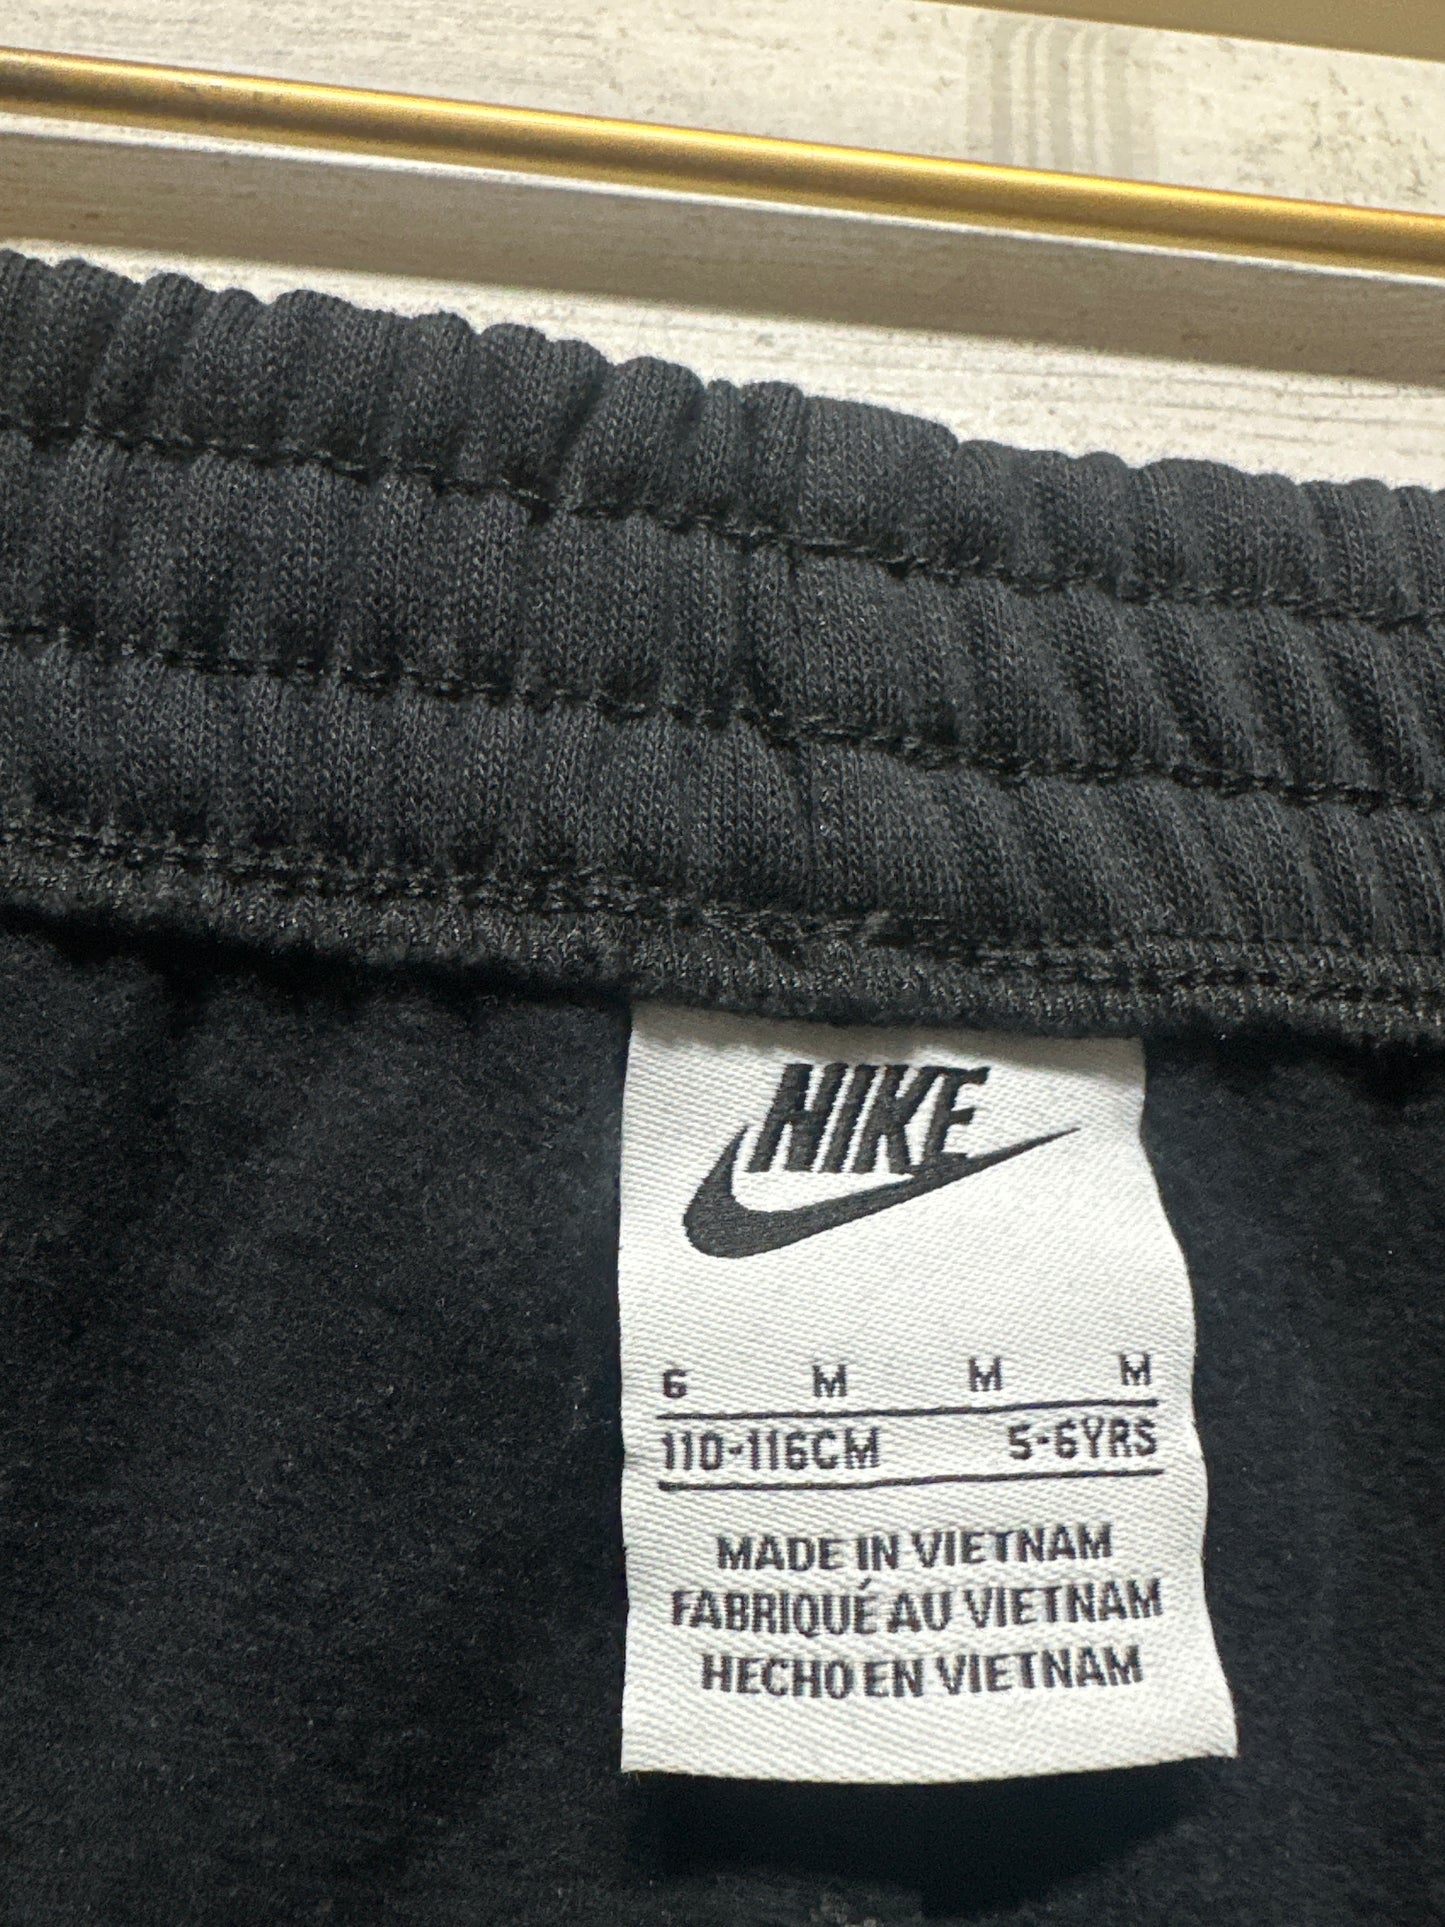 NIKE
6 M M M
110-116CM 5-6YRS
MADE IN VIETNAM
FABRIQUÉ AU VIETNAM
HECHO EN VIETNAM